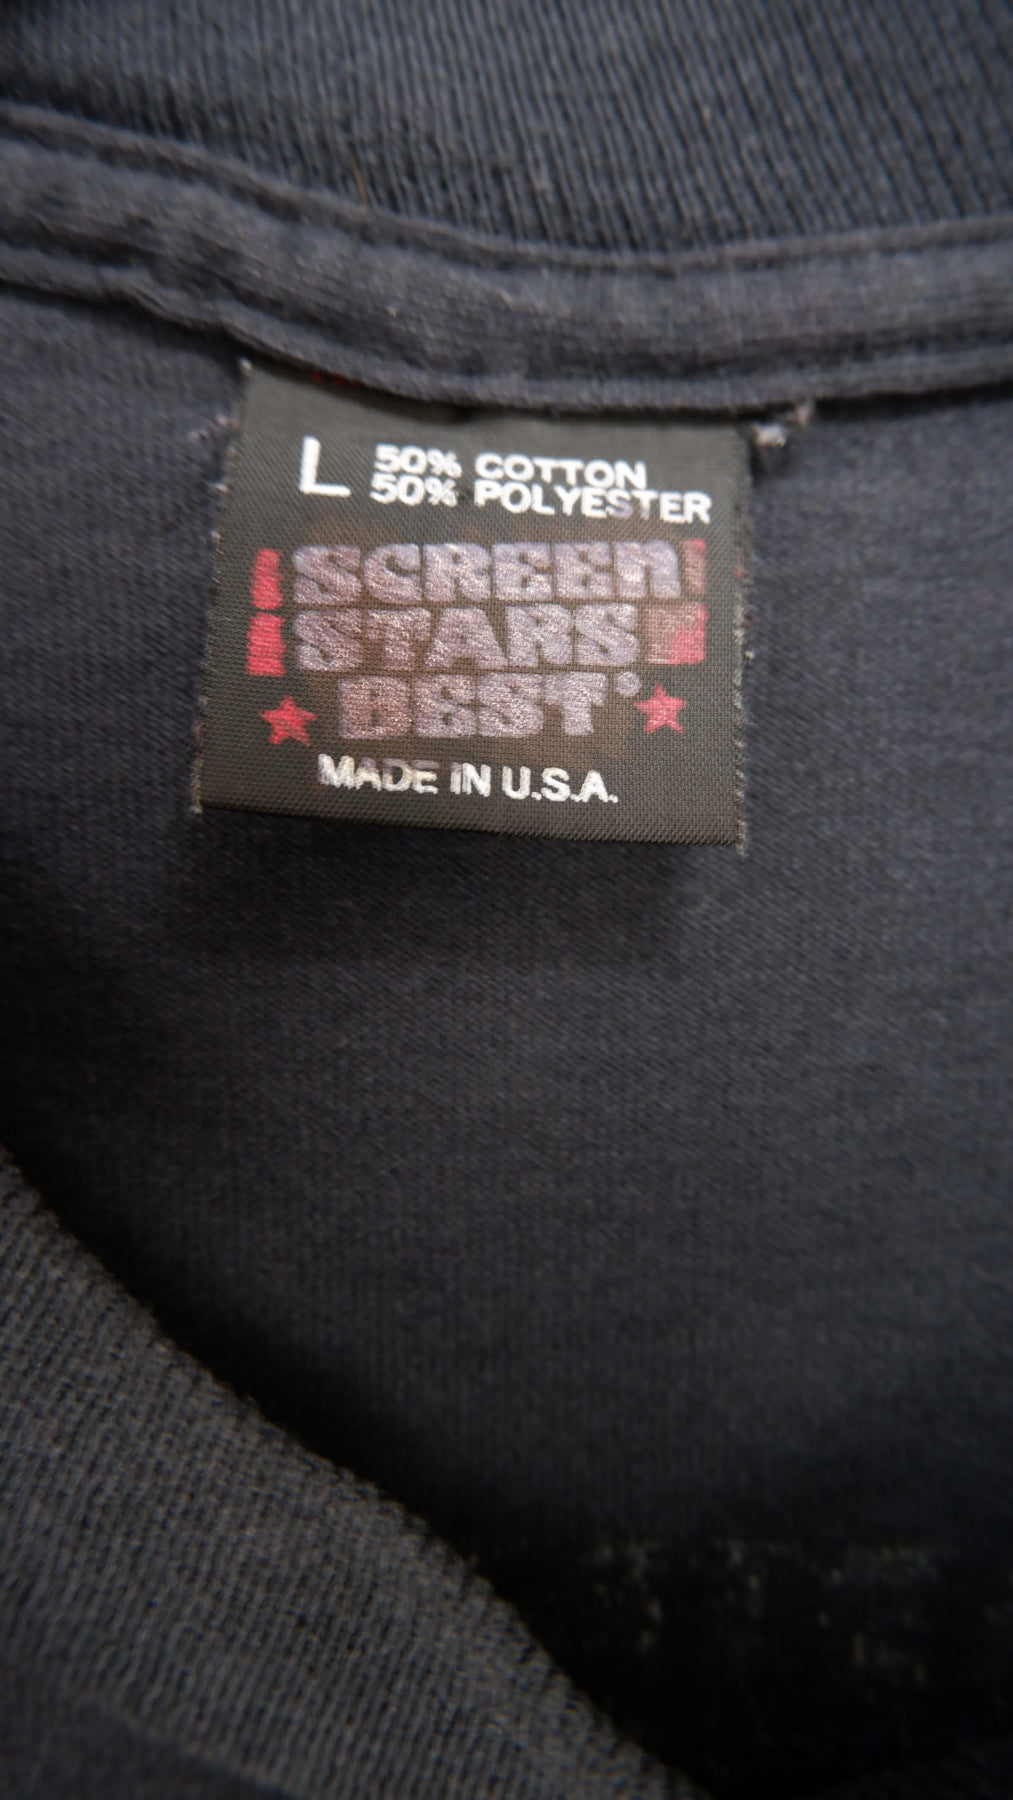 L 50% COTTON
50% POLYESTER
SCREEN
STARS
BEST®
MADE IN U.S.A.